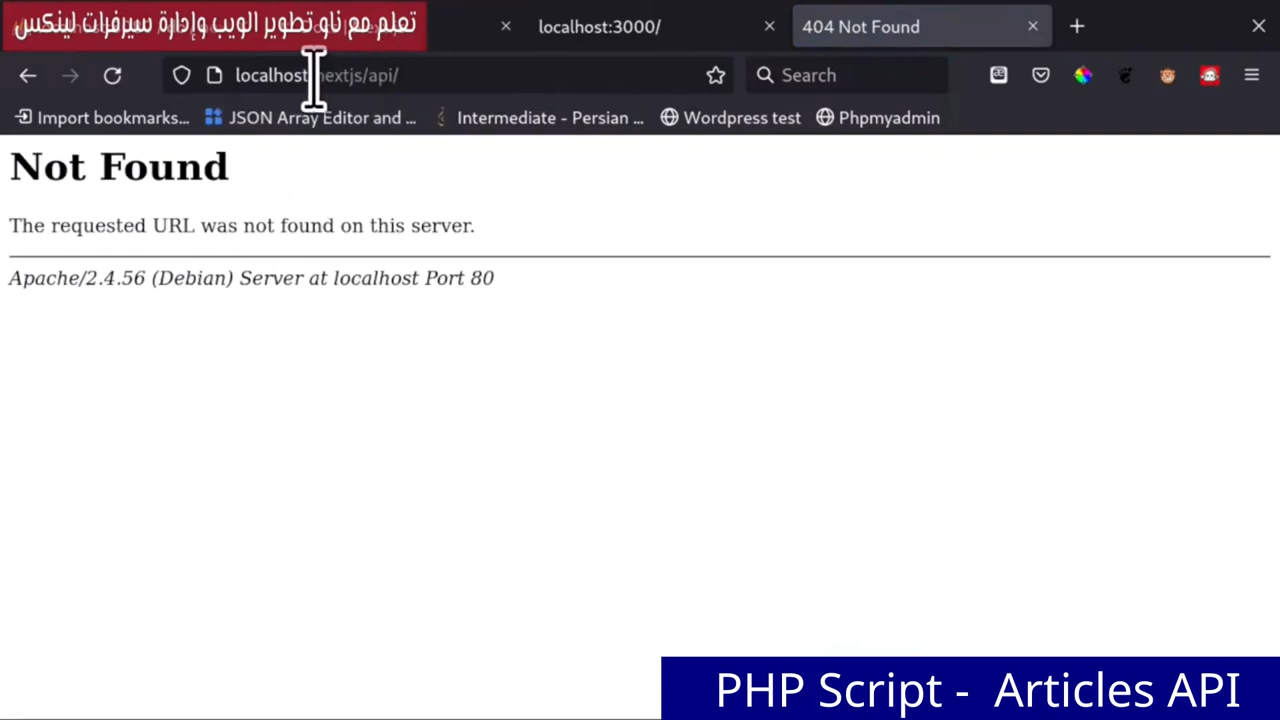 تعلم مع ناو تطوير الويب وإدارة سيرفرات لينكس
localhost:3000/
404 Not Found
localhost/nextjs/api/
Search
Import bookmarks...
JSON Array Editor and ...
Intermediate - Persian ...
Wordpress test
Phpmyadmin
Not Found
The requested URL was not found on this server.
Apache/2.4.56 (Debian) Server at localhost Port 80
PHP Script - Articles API